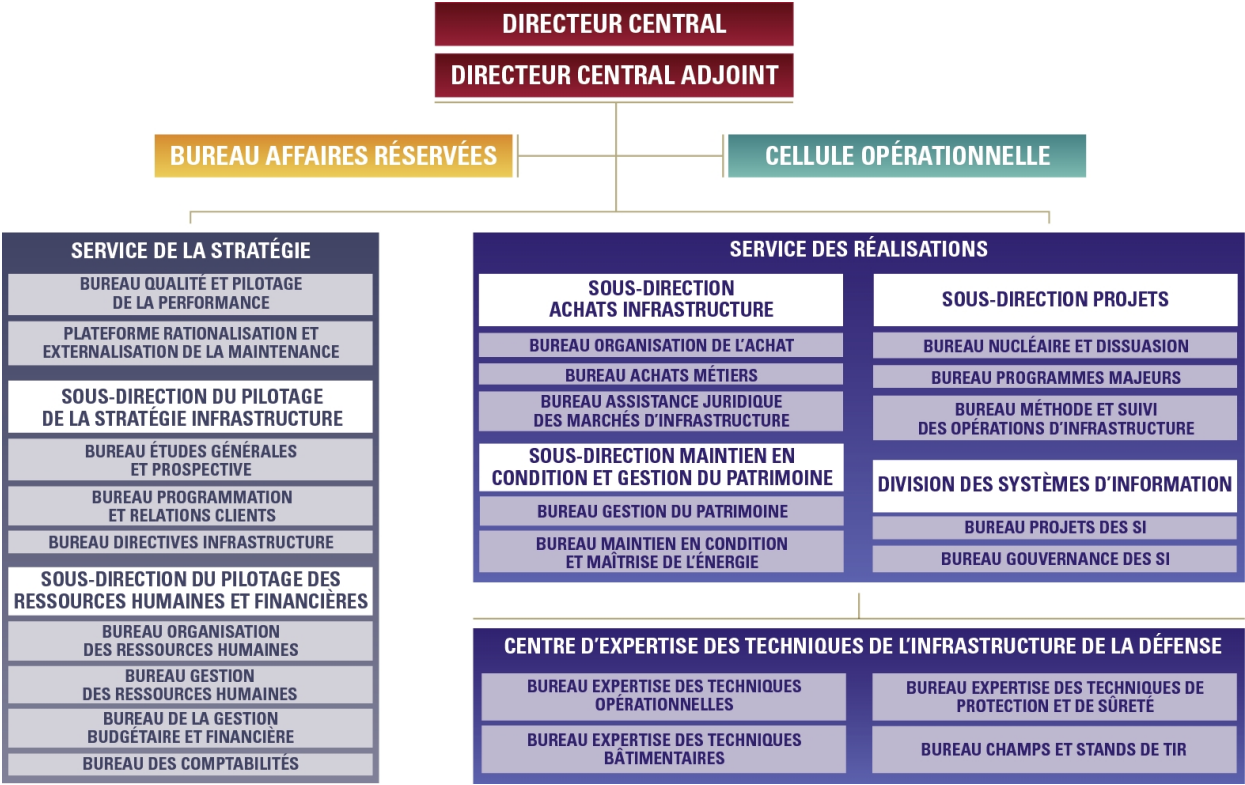 DIRECTEUR CENTRAL
DIRECTEUR CENTRAL ADJOINT
BUREAU AFFAIRES RÉSERVÉES
CELLULE OPÉRATIONNELLE
SERVICE DE LA STRATÉGIE
BUREAU QUALITÉ ET PILOTAGE
DE LA PERFORMANCE
PLATEFORME RATIONALISATION ET
EXTERNALISATION DE LA MAINTENANCE
SOUS-DIRECTION DU PILOTAGE
DE LA STRATÉGIE INFRASTRUCTURE
BUREAU ÉTUDES GÉNÉRALES
ET PROSPECTIVE
BUREAU PROGRAMMATION
ET RELATIONS CLIENTS
BUREAU DIRECTIVES INFRASTRUCTURE
SOUS-DIRECTION DU PILOTAGE DES
RESSOURCES HUMAINES ET FINANCIÈRES
BUREAU ORGANISATION
DES RESSOURCES HUMAINES
BUREAU GESTION
DES RESSOURCES HUMAINES
BUREAU DE LA GESTION
BUDGÉTAIRE ET FINANCIÈRE
BUREAU DES COMPTABILITÉS
SERVICE DES RÉALISATIONS
SOUS-DIRECTION
ACHATS INFRASTRUCTURE
BUREAU ORGANISATION DE L'ACHAT
BUREAU ACHATS MÉTIERS
BUREAU ASSISTANCE JURIDIQUE
DES MARCHÉS D'INFRASTRUCTURE
SOUS-DIRECTION MAINTIEN EN
CONDITION ET GESTION DU PATRIMOINE
BUREAU GESTION DU PATRIMOINE
BUREAU MAINTIEN EN CONDITION
ET MAÎTRISE DE L'ÉNERGIE
SOUS-DIRECTION PROJETS
BUREAU NUCLÉAIRE ET DISSUASION
BUREAU PROGRAMMES MAJEURS
BUREAU MÉTHODE ET SUIVI
DES OPÉRATIONS D'INFRASTRUCTURE
DIVISION DES SYSTÈMES D'INFORMATION
BUREAU PROJETS DES SI
BUREAU GOUVERNANCE DES SI
CENTRE D'EXPERTISE DES TECHNIQUES DE L'INFRASTRUCTURE DE LA DÉFENSE
BUREAU EXPERTISE DES TECHNIQUES
OPÉRATIONNELLES
BUREAU EXPERTISE DES TECHNIQUES
BÂTIMENTAIRES
BUREAU EXPERTISE DES TECHNIQUES DE
PROTECTION ET DE SÛRETÉ
BUREAU CHAMPS ET STANDS DE TIR